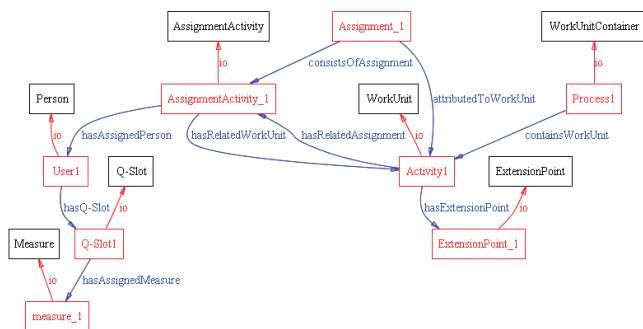 AssignmentActivity
Assignment_1
WorkUnitContainer
io
consistsOfAssignment
io
Person
AssignmentActivity_1
WorkUnit
attributedToWorkUnit
Process1
io
hasAssignedPerson
hasRelatedWorkUnit
hasRelatedAssignment
io
containsWorkUnit
User1
Q-Slot
Activity1
ExtensionPoint
hasQ-Slot
io
hasExtensionPoint
io
Measure
Q-Slot1
ExtensionPoint_1
io
hasAssignedMeasure
measure_1